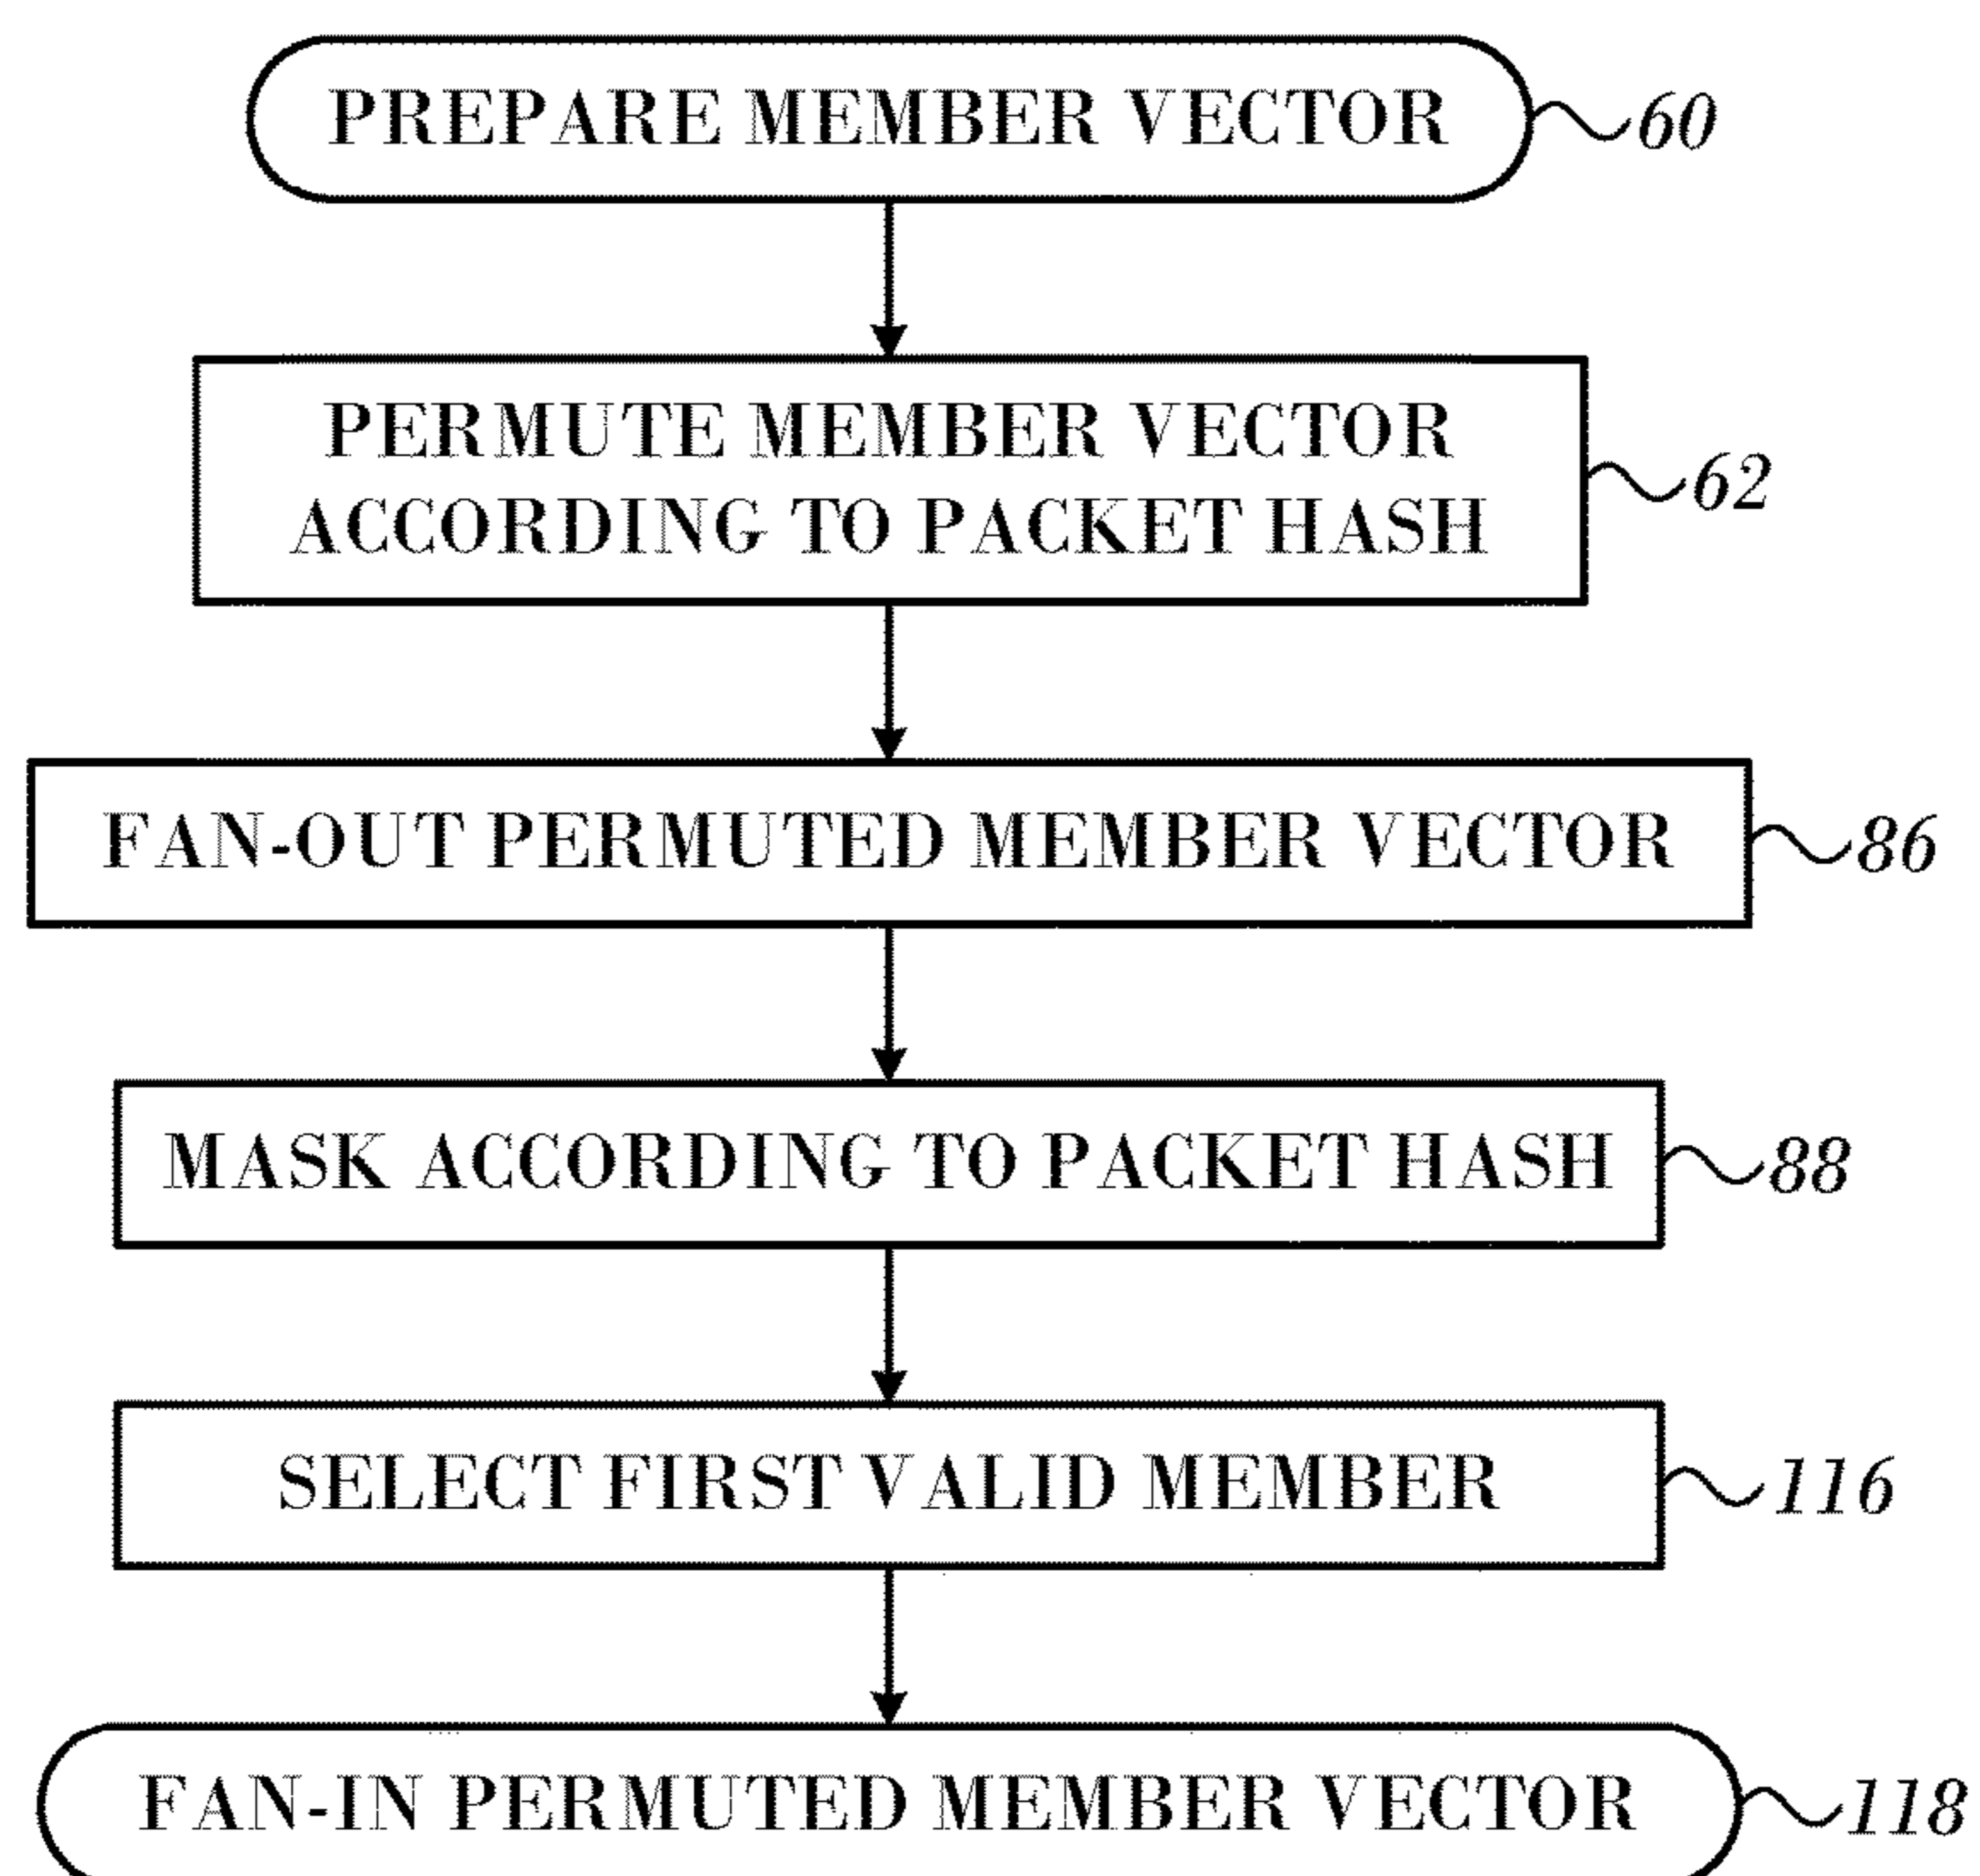 PREPARE MEMBER VECTOR
60
PERMUTE MEMBER VECTOR
ACCORDING TO PACKET HASH
62
FAN-OUT PERMUTED MEMBER VECTOR
86
MASK ACCORDING TO PACKET HASH
88
SELECT FIRST VALID MEMBER
116
FAN-IN PERMUTED MEMBER VECTOR
118